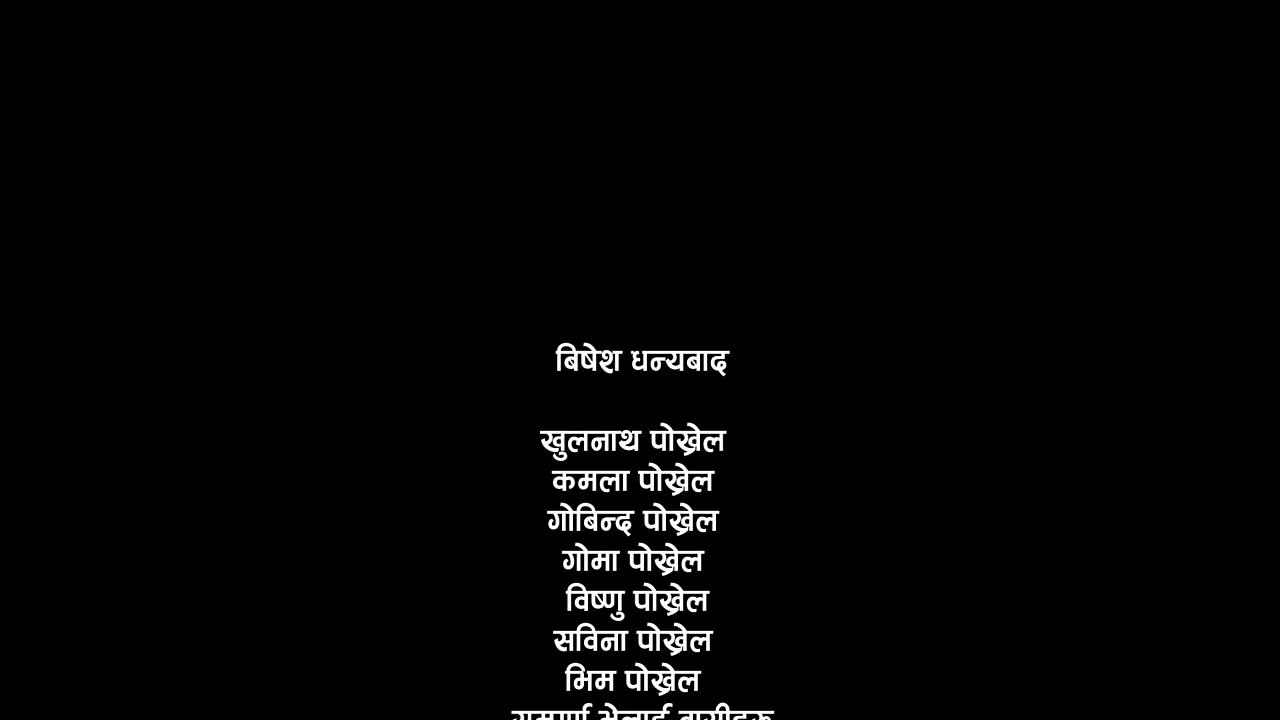 बिषेश धन्यबाद
खुलनाथ पोख्रेल
कमला पोख्रेल
गोबिन्द पोख्रेल
गोमा पोख्रेल
विष्णु पोख्रेल
सविना पोख्रेल
भिम पोख्रेल